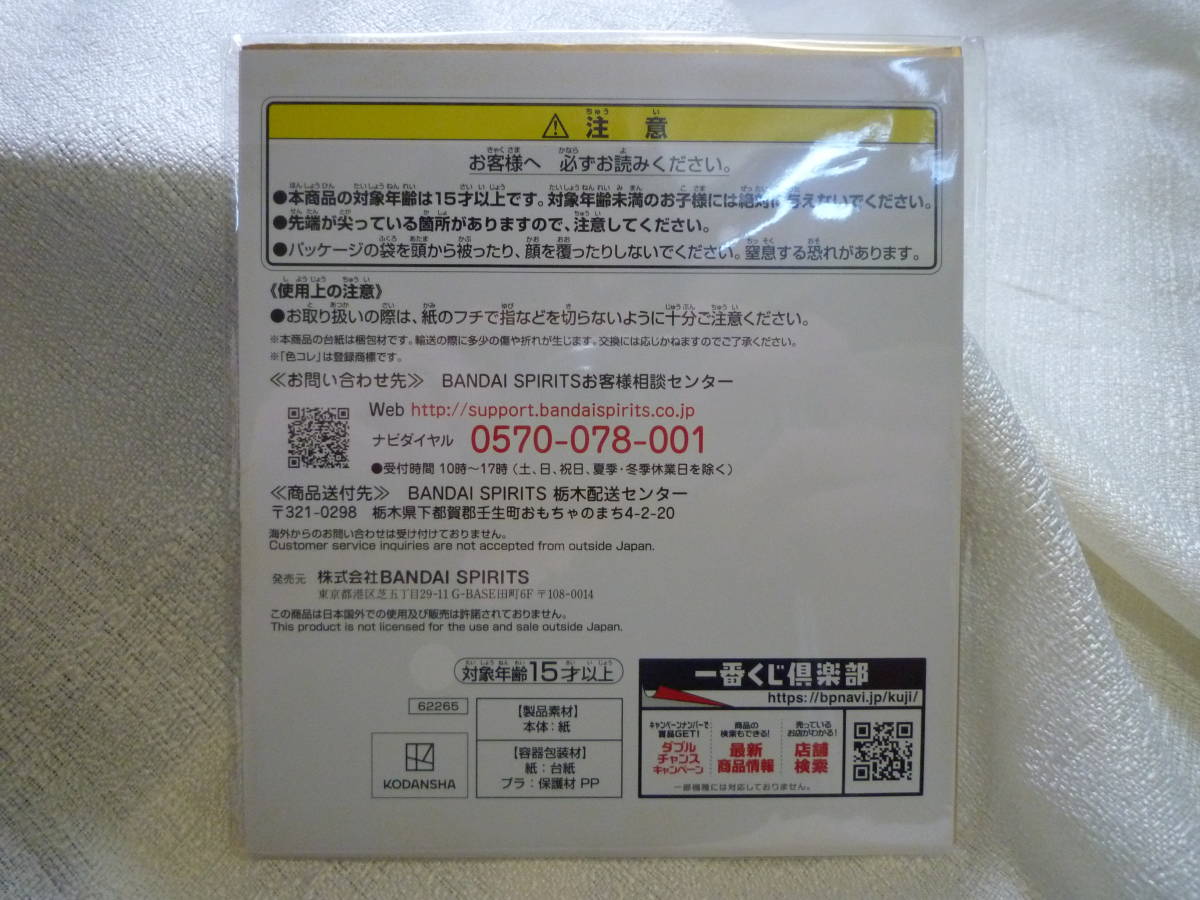 ⚠ 注意
お客様へ 必ずお読みください。
●本商品の対象年齢は15才以上です。対象年齢未満のお子様には絶対に与えないでください。
●先端が尖っている箇所がありますので、注意してください。
●パッケージの袋を頭から被ったり、顔を覆ったりしないでください。窒息する恐れがあります。
《使用上の注意》
●お取り扱いの際は、紙のフチで指などを切らないように十分ご注意ください。
※本商品の台紙は梱包材です。輸送の際に多少の傷や折れが生じます。交換には応じかねますのでご了承ください。
※「色コレ」は登録商標です。
≪お問い合わせ先≫ BANDAI SPIRITSお客様相談センター
Web http://support.bandaispirits.co.jp
ナビダイヤル 0570-078-001
●受付時間 10時～17時(土、日、祝日、夏季・冬季休業日を除く)
≪商品送付先≫ BANDAI SPIRITS 栃木配送センター
〒321-0298 栃木県下都賀郡壬生町おもちゃのまち4-2-20
海外からのお問い合わせは受け付けておりません。
Customer service inquiries are not accepted from outside Japan.
発売元 株式会社BANDAI SPIRITS
東京都港区芝五丁目29-11 G-BASE田町6F 〒108-0014
この商品は日本国外での使用及び販売は許諾されておりません。
This product is not licensed for the use and sale outside Japan.
対象年齢15才以上
62265
KODANSHA
【製品素材】
本体:紙
【容器包装材】
紙:台紙
プラ:保護材 PP
一番くじ倶楽部
https://bpnavi.jp/kuji/
キャンペーンナンバーで
賞品GET!
ダブル
チャンス
キャンペーン
商品の
検索もできる!
最新
商品情報
売っている
お店がわかる!
店舗
検索
一部機種には対応しておりません。